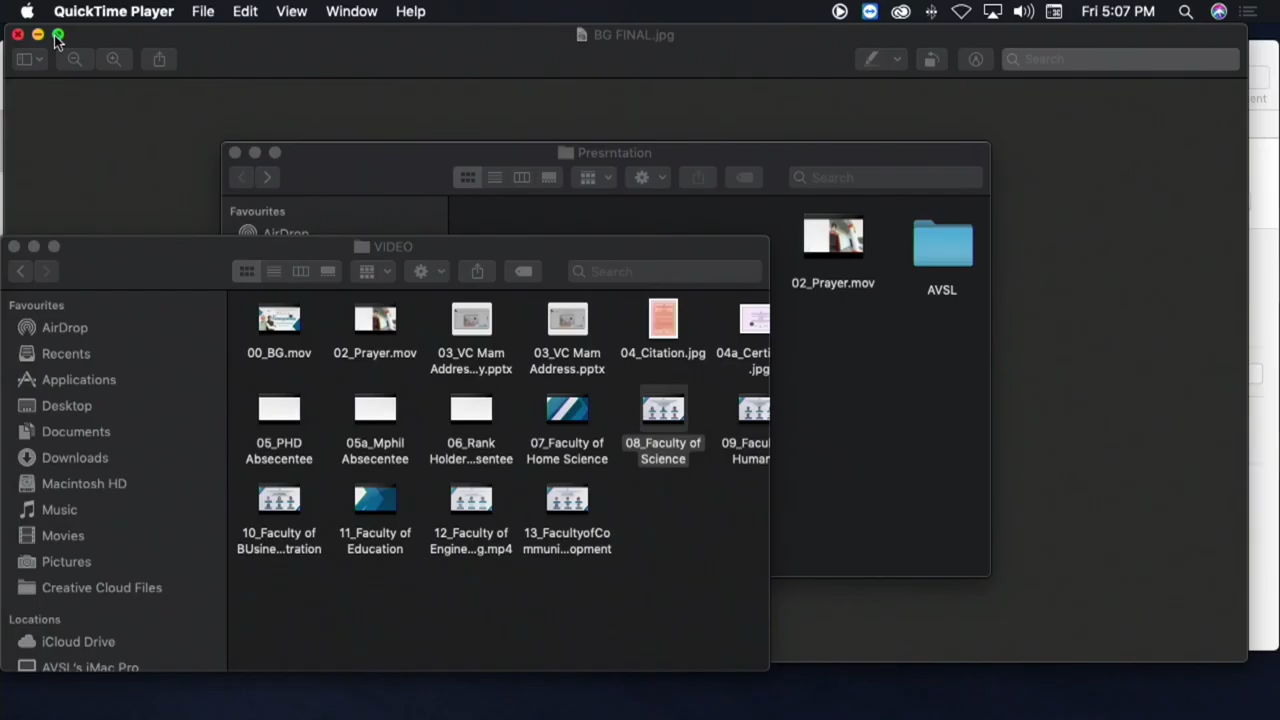 QuickTime Player File Edit View Window Help Fri 5:07 PM
BG FINAL.jpg
Search
Presrntation
Search
Favourites
AirDrop
02_Prayer.mov
AVSL
VIDEO
Search
Favourites
AirDrop
Recents
Applications
Desktop
Documents
Downloads
Macintosh HD
Music
Movies
Pictures
Creative Cloud Files
Locations
iCloud Drive
AVSL's iMac Pro
00_BG.mov
02_Prayer.mov
03_VC Mam
Addres...y.pptx
03_VC Mam
Address.pptx
04_Citation.jpg
04a_Certi
.jpg
05_PHD
Absecentee
05a_Mphil
Absecentee
06_Rank
Holder...sentee
07_Faculty of
Home Science
08_Faculty of
Science
09_Facul
Human
10_Faculty of
BUsine...tration
11_Faculty of
Education
12_Faculty of
Engine...g.mp4
13_FacultyofCo
mmuni...opment